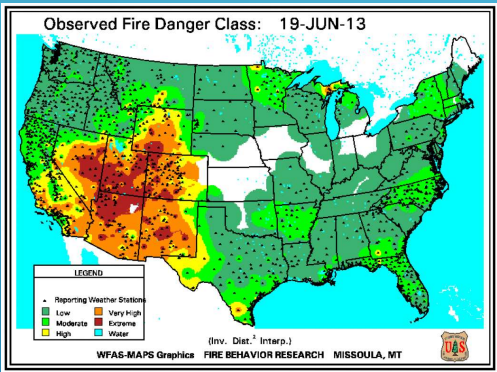 Observed Fire Danger Class: 19-JUN-13
LEGEND
Reporting Weather Stations
Low
Very High
Moderate
Extreme
High
Water
(Inv. Dist.² Interp.)
WFAS-MAPS Graphics FIRE BEHAVIOR RESEARCH MISSOULA, MT
U S